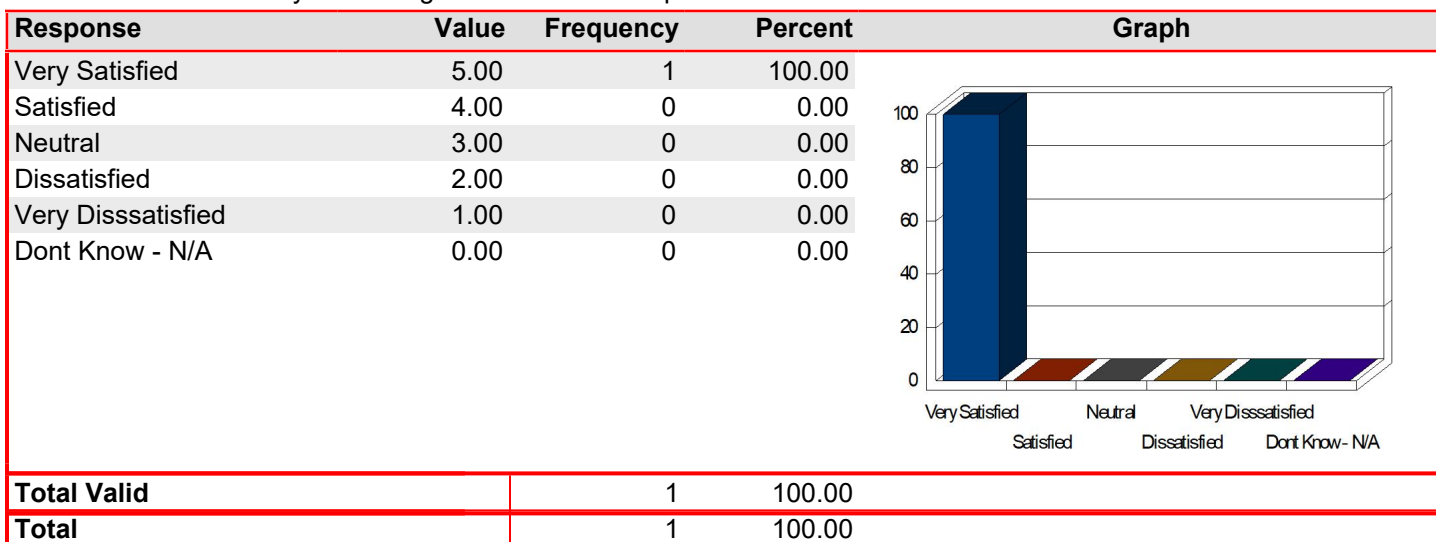 Response Value Frequency Percent Graph
Very Satisfied 5.00 1 100.00
Satisfied 4.00 0 0.00
Neutral 3.00 0 0.00
Dissatisfied 2.00 0 0.00
Very Disssatisfied 1.00 0 0.00
Dont Know - N/A 0.00 0 0.00
100
80
60
40
20
0
Very Satisfied Neutral Very Disssatisfied
Satisfied Dissatisfied Dont Know - N/A
Total Valid 1 100.00
Total 1 100.00